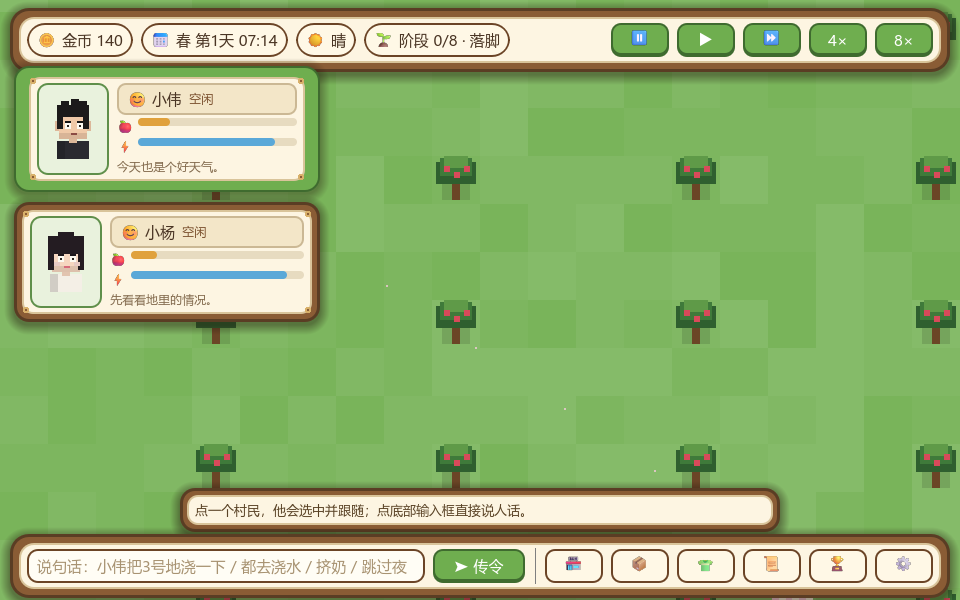 金币 140
春 第1天 07:14
晴
阶段 0/8 · 落脚
4×
8×
小伟 空闲
今天也是个好天气。
小杨 空闲
先看看地里的情况。
点一个村民，他会选中并跟随；点底部输入框直接说人话。
说句话：小伟把3号地浇一下 / 都去浇水 / 挤奶 / 跳过夜
➤ 传令